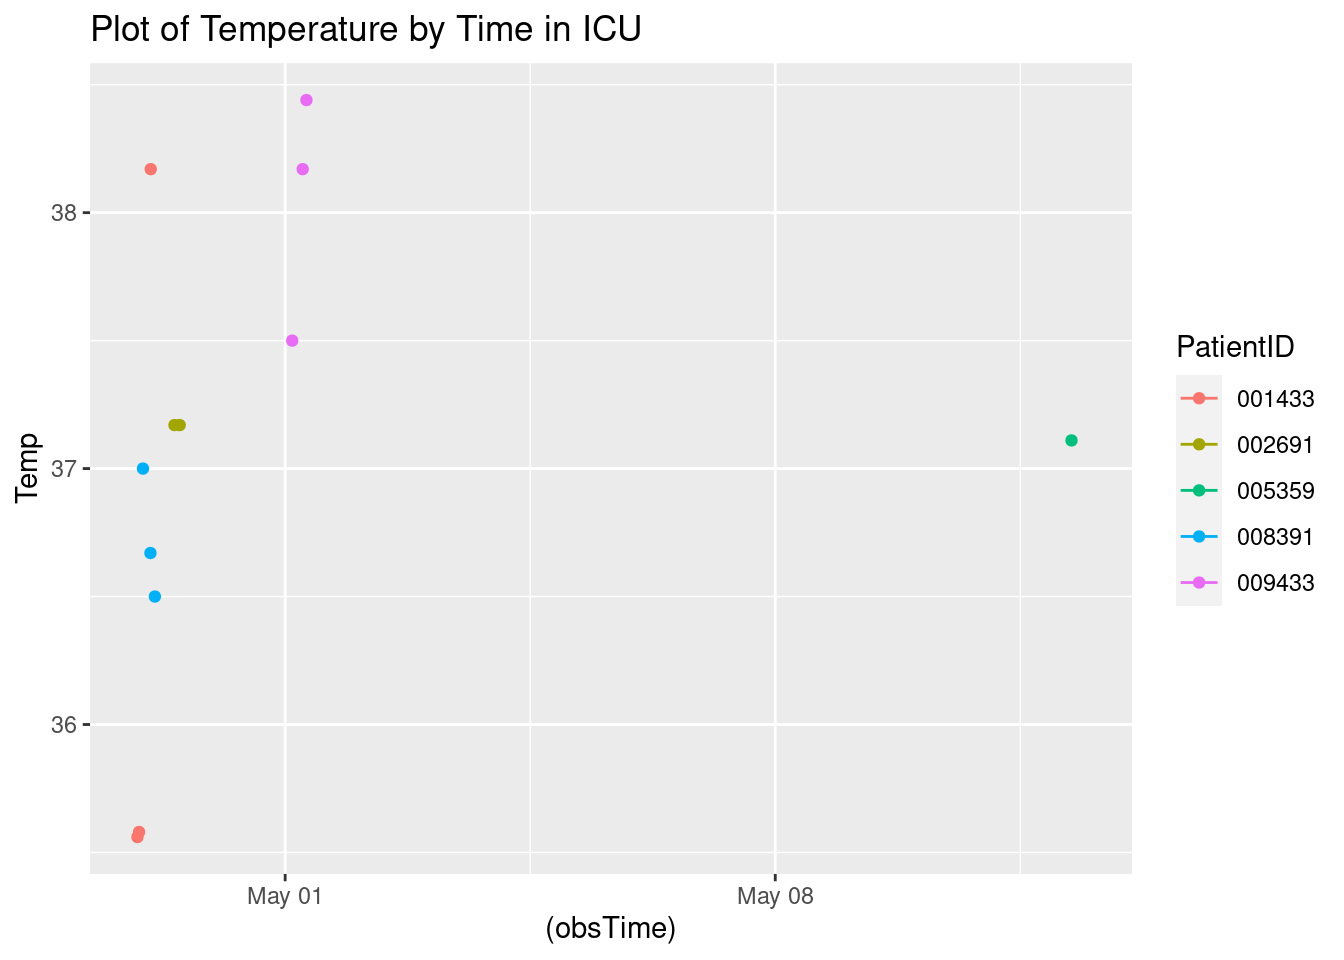 Plot of Temperature by Time in ICU
38
37
36
Temp
May 01
May 08
(obsTime)
PatientID
001433
002691
005359
008391
009433